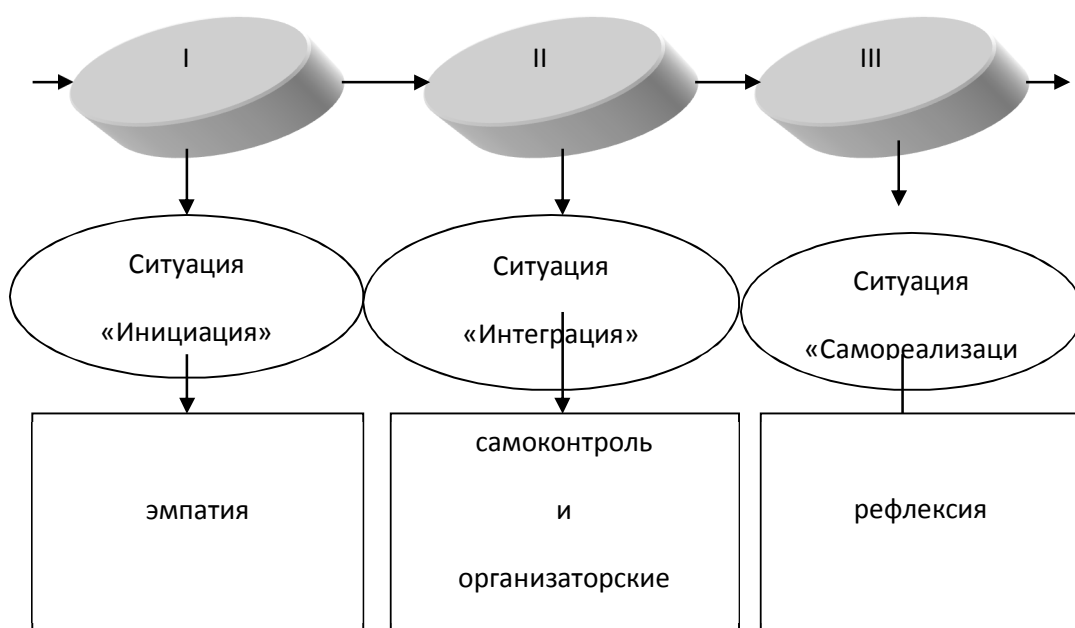 I
II
III
Ситуация
«Инициация»
Ситуация
«Интеграция»
Ситуация
«Самореализаци
эмпатия
самоконтроль
и
организаторские
рефлексия